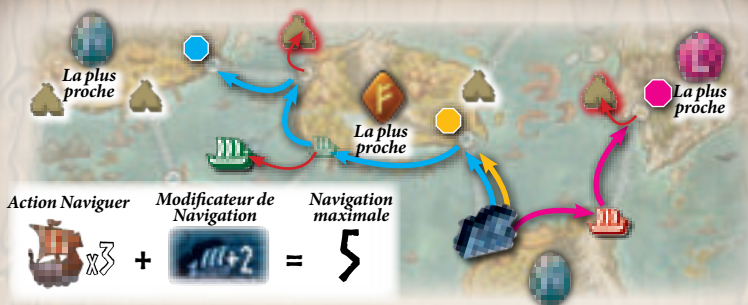 La plus
proche
La plus
proche
La plus
proche
Action Naviguer
x3
+
Modificateur de
Navigation
+2
=
Navigation
maximale
5